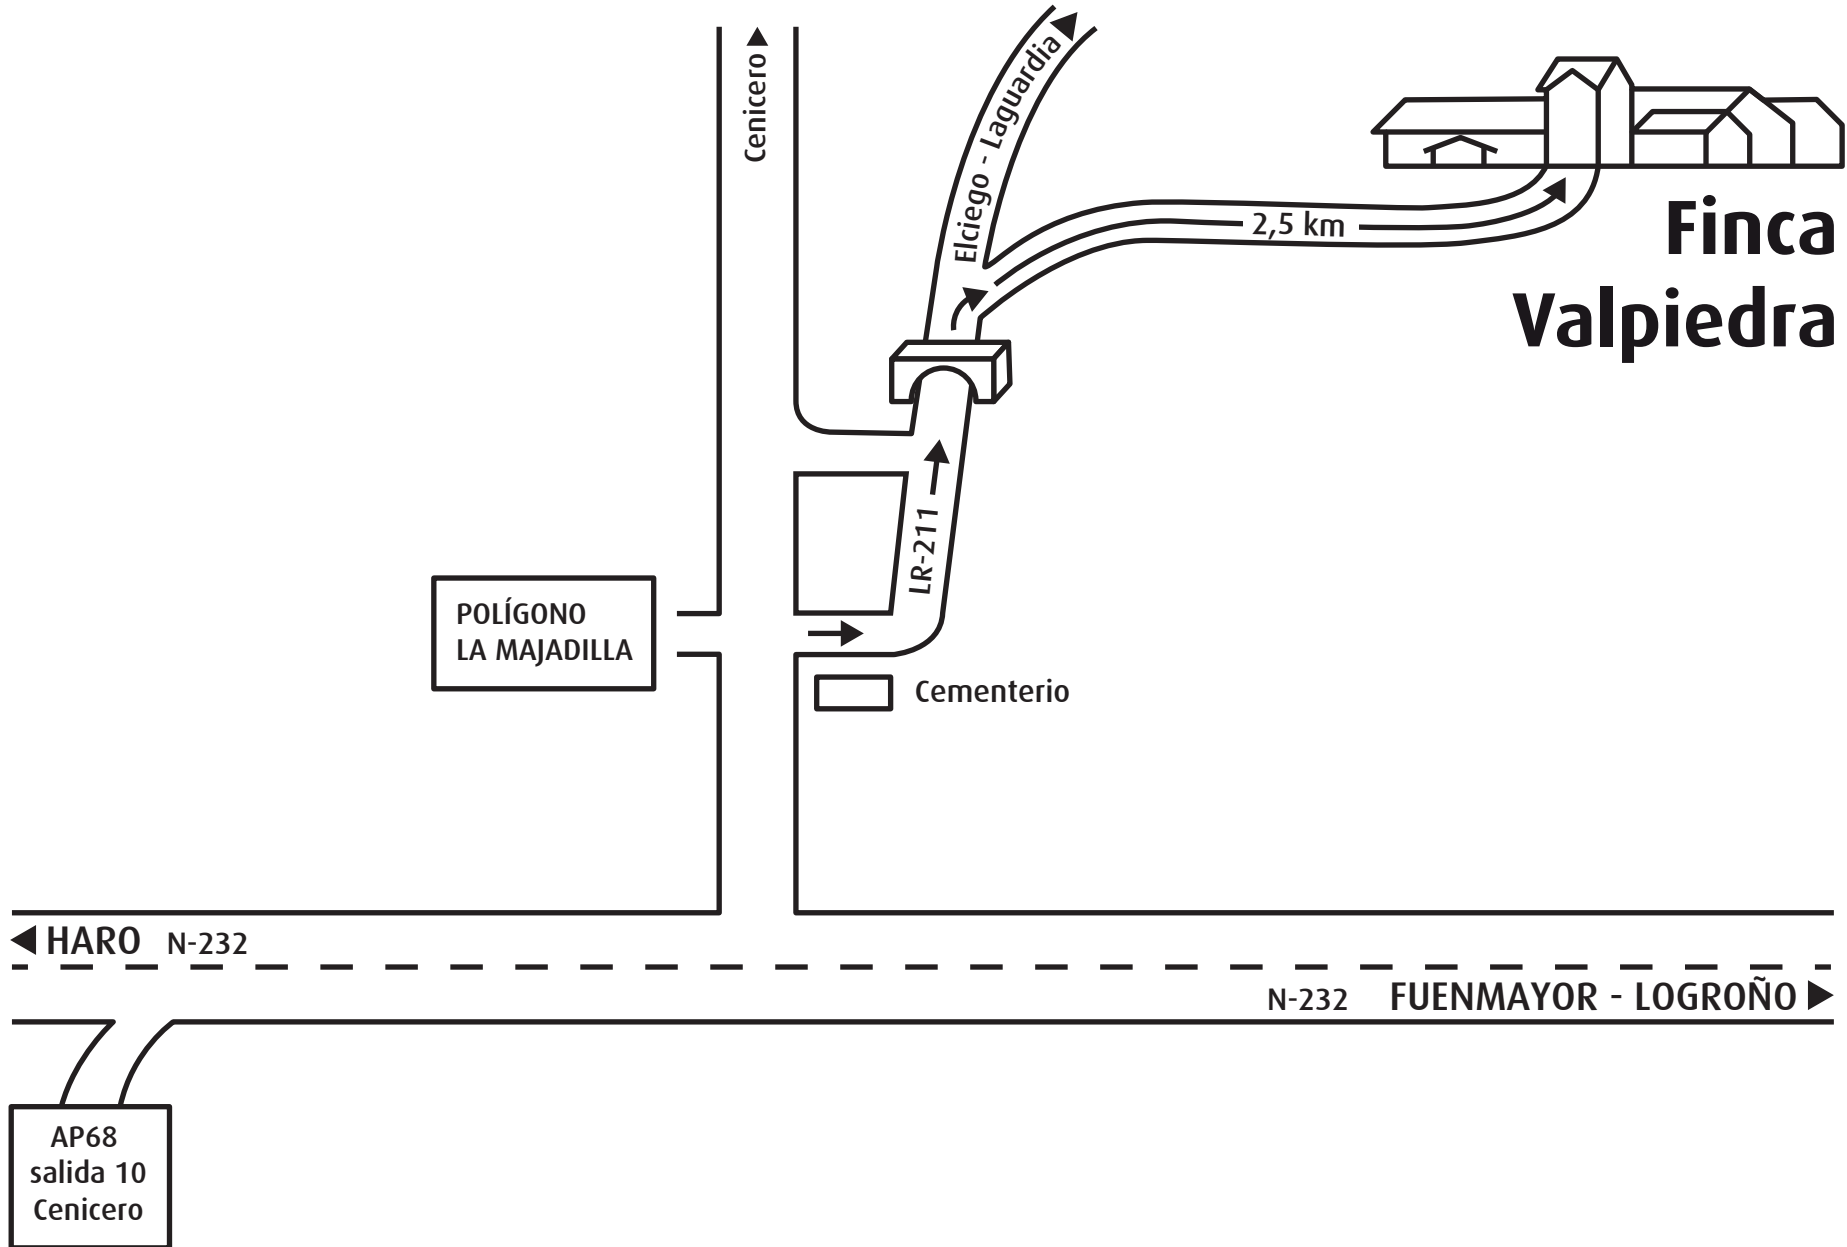 Cenicero
Elciego - Laguardia
2,5 km
Finca
Valpiedra
LR-211
POLÍGONO
LA MAJADILLA
Cementerio
HARO N-232
N-232 FUENMAYOR - LOGROÑO
AP68
salida 10
Cenicero